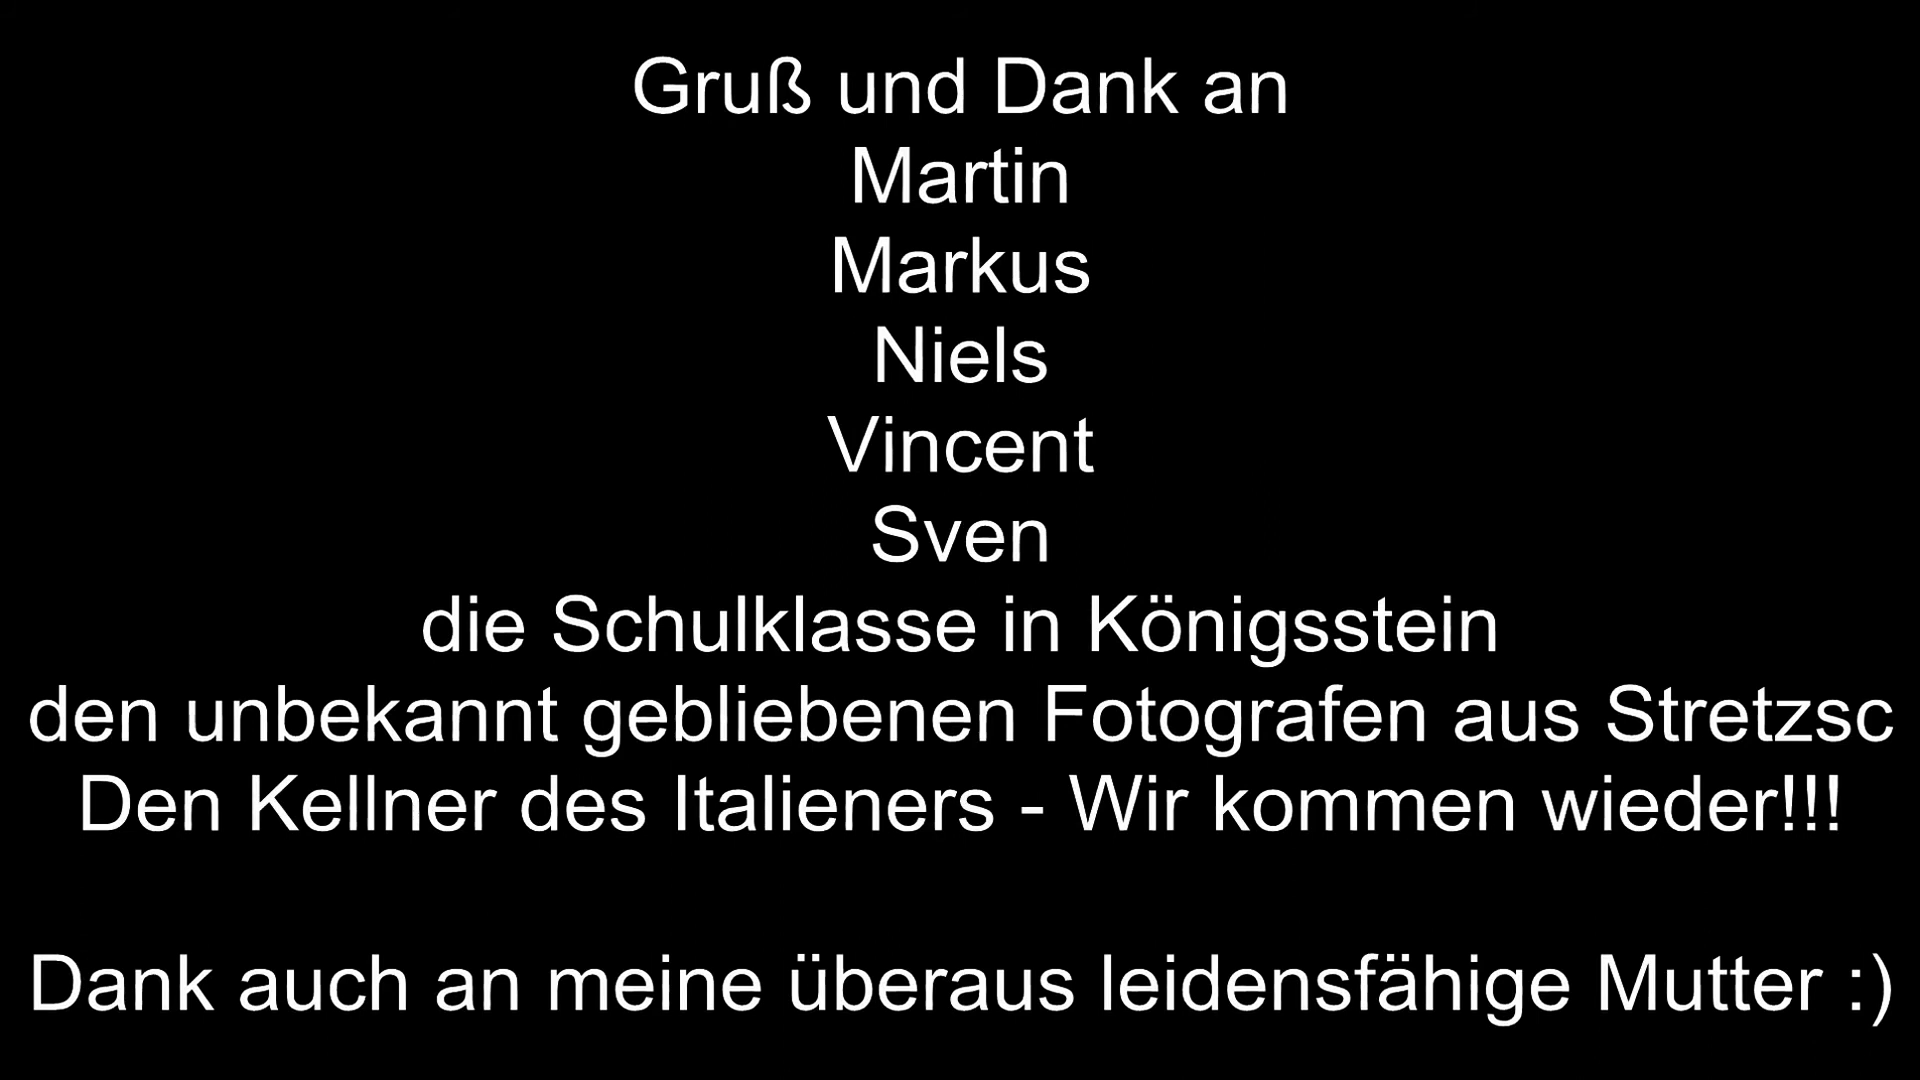 Gruß und Dank an
Martin
Markus
Niels
Vincent
Sven
die Schulklasse in Königsstein
den unbekannt gebliebenen Fotografen aus Stretzsc
Den Kellner des Italieners - Wir kommen wieder!!!
Dank auch an meine überaus leidensfähige Mutter :)